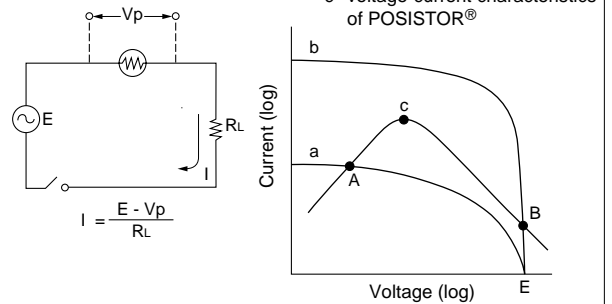 c Voltage-current characteristics
of POSISTOR®
Vp
E
RL
I
I = E - Vp / RL
Current (log)
b
a
c
A
B
E
Voltage (log)